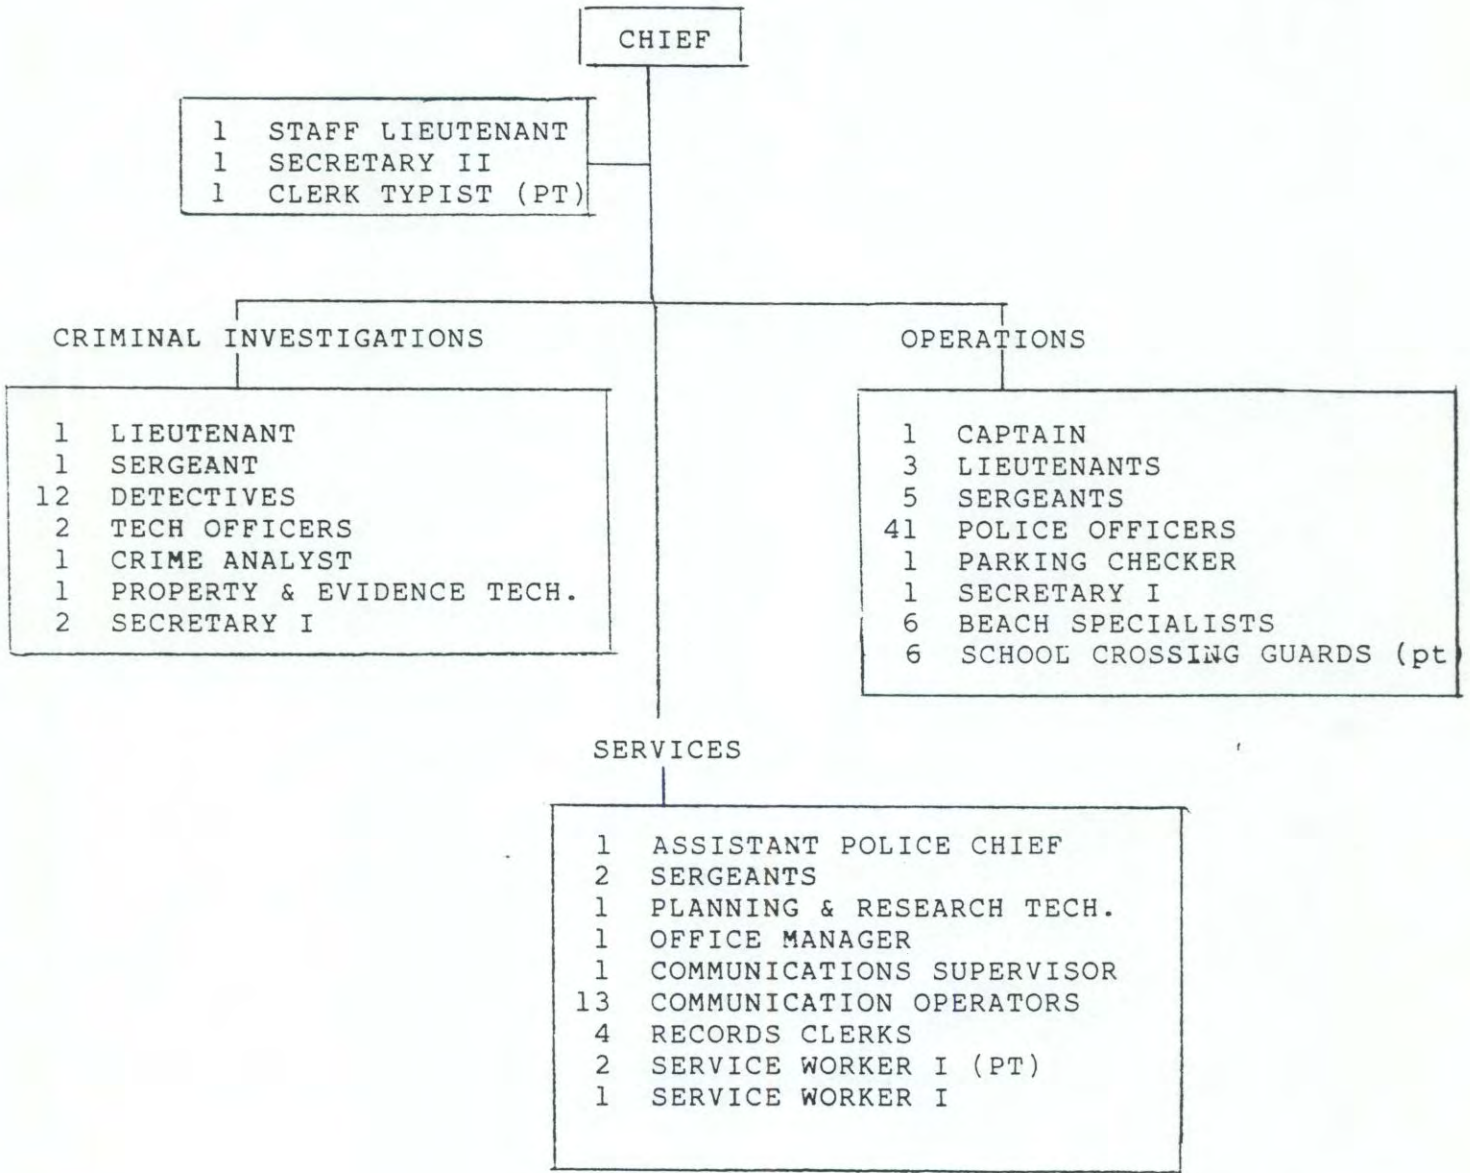 CHIEF
1 STAFF LIEUTENANT
1 SECRETARY II
1 CLERK TYPIST (PT)
CRIMINAL INVESTIGATIONS
1 LIEUTENANT
1 SERGEANT
12 DETECTIVES
2 TECH OFFICERS
1 CRIME ANALYST
1 PROPERTY & EVIDENCE TECH.
2 SECRETARY I
OPERATIONS
1 CAPTAIN
3 LIEUTENANTS
5 SERGEANTS
41 POLICE OFFICERS
1 PARKING CHECKER
1 SECRETARY I
6 BEACH SPECIALISTS
6 SCHOOL CROSSING GUARDS (pt)
SERVICES
1 ASSISTANT POLICE CHIEF
2 SERGEANTS
1 PLANNING & RESEARCH TECH.
1 OFFICE MANAGER
1 COMMUNICATIONS SUPERVISOR
13 COMMUNICATION OPERATORS
4 RECORDS CLERKS
2 SERVICE WORKER I (PT)
1 SERVICE WORKER I